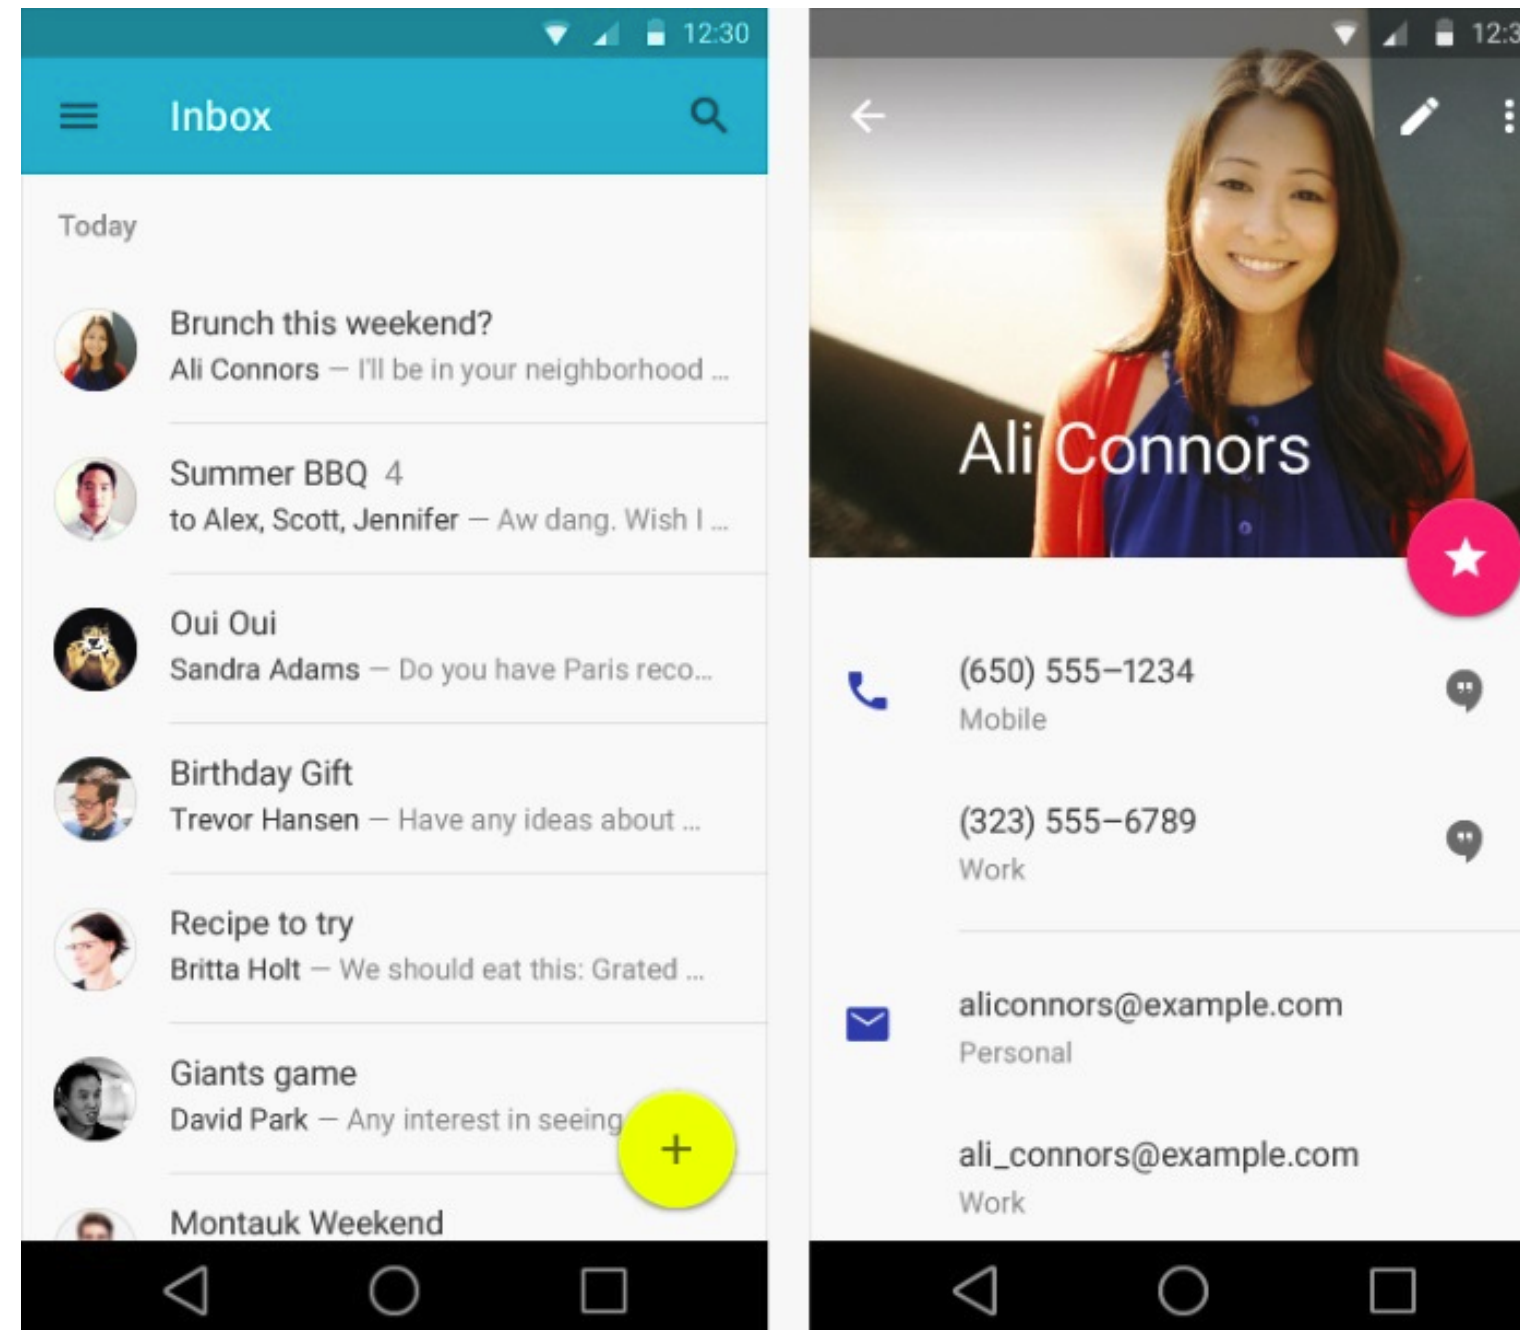 12:30
Inbox
Today
Brunch this weekend?
Ali Connors — I'll be in your neighborhood ...
Summer BBQ 4
to Alex, Scott, Jennifer — Aw dang. Wish I ...
Oui Oui
Sandra Adams — Do you have Paris reco...
Birthday Gift
Trevor Hansen — Have any ideas about ...
Recipe to try
Britta Holt — We should eat this: Grated ...
Giants game
David Park — Any interest in seeing
Montauk Weekend
12:3
Ali Connors
(650) 555–1234
Mobile
(323) 555–6789
Work
aliconnors@example.com
Personal
ali_connors@example.com
Work